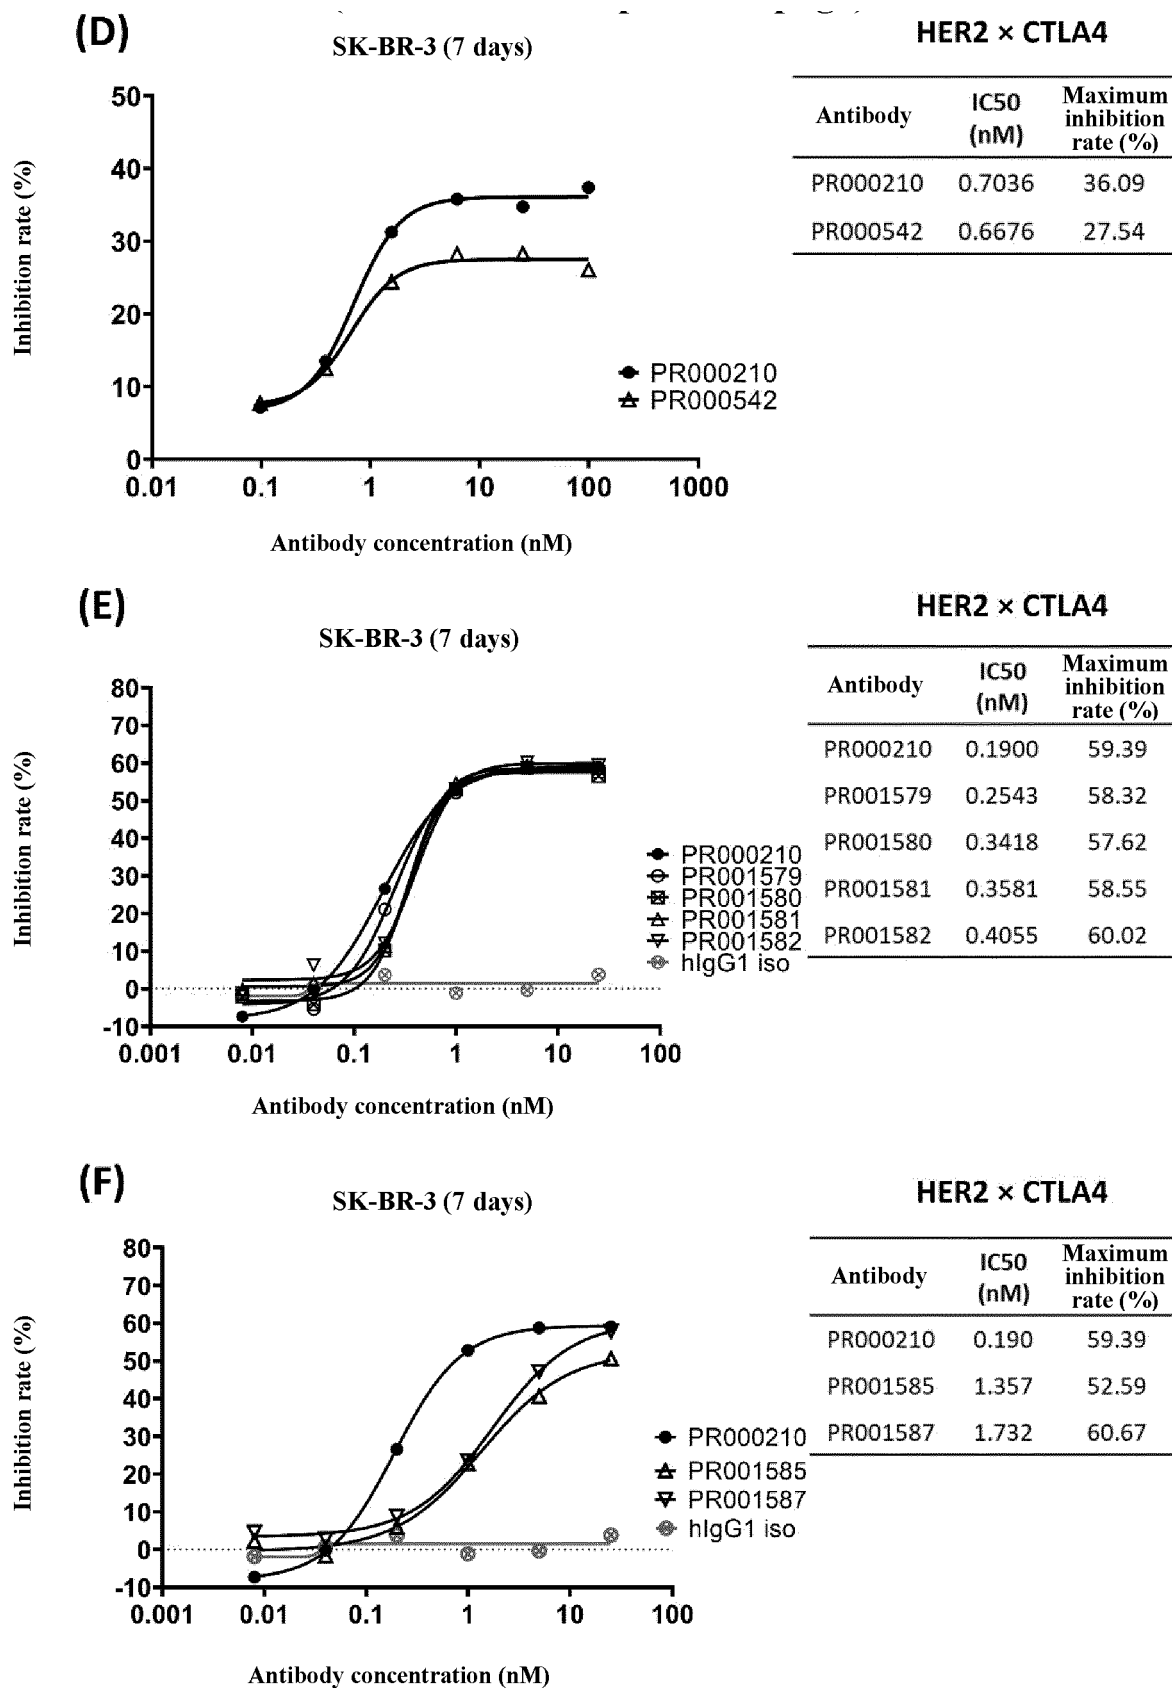 (D)
SK-BR-3 (7 days)
HER2 × CTLA4
Antibody
IC50
(nM)
Maximum
inhibition
rate (%)
PR000210 0.7036 36.09
PR000542 0.6676 27.54
Inhibition rate (%)
50
40
30
20
10
0
0.01 0.1 1 10 100 1000
PR000210
PR000542
Antibody concentration (nM)
(E)
SK-BR-3 (7 days)
HER2 × CTLA4
Antibody
IC50
(nM)
Maximum
inhibition
rate (%)
PR000210 0.1900 59.39
PR001579 0.2543 58.32
PR001580 0.3418 57.62
PR001581 0.3581 58.55
PR001582 0.4055 60.02
Inhibition rate (%)
80
70
60
50
40
30
20
10
0
-10
0.001 0.01 0.1 1 10 100
PR000210
PR001579
PR001580
PR001581
PR001582
hIgG1 iso
Antibody concentration (nM)
(F)
SK-BR-3 (7 days)
HER2 × CTLA4
Antibody
IC50
(nM)
Maximum
inhibition
rate (%)
PR000210 0.190 59.39
PR001585 1.357 52.59
PR001587 1.732 60.67
Inhibition rate (%)
80
70
60
50
40
30
20
10
0
-10
0.001 0.01 0.1 1 10 100
PR000210
PR001585
PR001587
hIgG1 iso
Antibody concentration (nM)